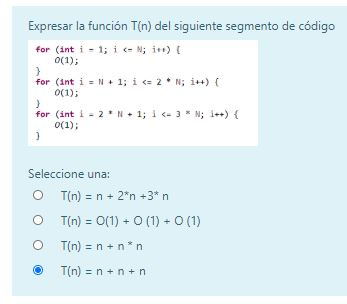 Expresar la función T(n) del siguiente segmento de código
for (int i = 1; i <= N; i++) {
O(1);
}
for (int i = N + 1; i <= 2 * N; i++) {
O(1);
}
for (int i = 2 * N + 1; i <= 3 * N; i++) {
O(1);
}
Seleccione una:
T(n) = n + 2*n +3* n
T(n) = O(1) + O (1) + O (1)
T(n) = n + n * n
T(n) = n + n + n